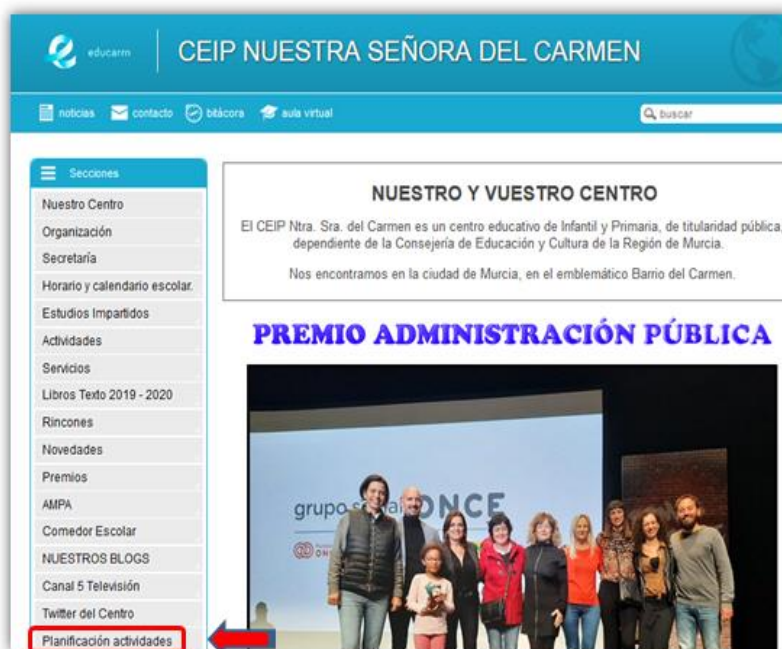 educarm
CEIP NUESTRA SEÑORA DEL CARMEN
noticias contacto bitácora aula virtual
buscar
Secciones
Nuestro Centro
Organización
Secretaría
Horario y calendario escolar.
Estudios Impartidos
Actividades
Servicios
Libros Texto 2019 - 2020
Rincones
Novedades
Premios
AMPA
Comedor Escolar
NUESTROS BLOGS
Canal 5 Televisión
Twitter del Centro
Planificación actividades
NUESTRO Y VUESTRO CENTRO
El CEIP Ntra. Sra. del Carmen es un centro educativo de Infantil y Primaria, de titularidad pública,
dependiente de la Consejería de Educación y Cultura de la Región de Murcia.
Nos encontramos en la ciudad de Murcia, en el emblemático Barrio del Carmen.
PREMIO ADMINISTRACIÓN PÚBLICA
grupo ONCE